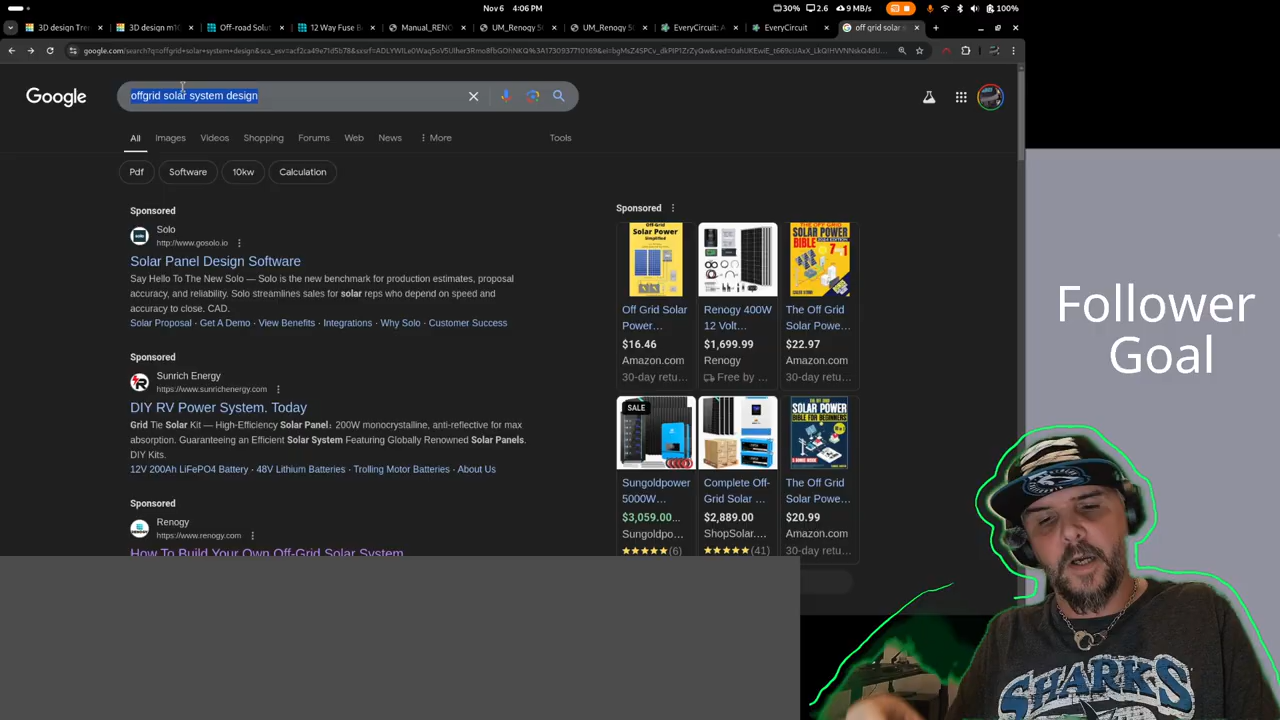 Nov 6 4:06 PM
30% 2.6 9 MB/s 100%
3D design Tre
3D design m1
Off-road Solut
12 Way Fuse B
Manual_RENO
UM_Renogy 50
UM_Renogy 50
EveryCircuit: A
EveryCircuit
off grid solar s
Google
offgrid solar system design
All Images Videos Shopping Forums Web News More Tools
Pdf Software 10kw Calculation
Sponsored
Solo
http://www.gosolo.io
Solar Panel Design Software
Say Hello To The New Solo — Solo is the new benchmark for production estimates, proposal
accuracy, and reliability. Solo streamlines sales for solar reps who depend on speed and
accuracy to close. CAD.
Solar Proposal · Get A Demo · View Benefits · Integrations · Why Solo · Customer Success
Sponsored
Sunrich Energy
https://www.sunrichenergy.com
DIY RV Power System. Today
Grid Tie Solar Kit — High-Efficiency Solar Panel: 200W monocrystalline, anti-reflective for max
absorption. Guaranteeing an Efficient Solar System Featuring Globally Renowned Solar Panels.
DIY Kits.
12V 200Ah LiFePO4 Battery · 48V Lithium Batteries · Trolling Motor Batteries · About Us
Sponsored
Renogy
https://www.renogy.com
How To Build Your Own Off-Grid Solar System
Sponsored
Off Grid Solar
Power…
$16.46
Amazon.com
30-day retu…
Renogy 400W
12 Volt…
$1,699.99
Renogy
Free by …
The Off Grid
Solar Powe…
$22.97
Amazon.com
30-day retu…
SALE
Sungoldpower
5000W…
$3,059.00…
Sungoldpo…
(6)
Complete Off-
Grid Solar …
$2,889.00
ShopSolar.…
(41)
The Off Grid
Solar Powe…
$20.99
Amazon.com
30-day retu…
Follower
Goal
SHARKS